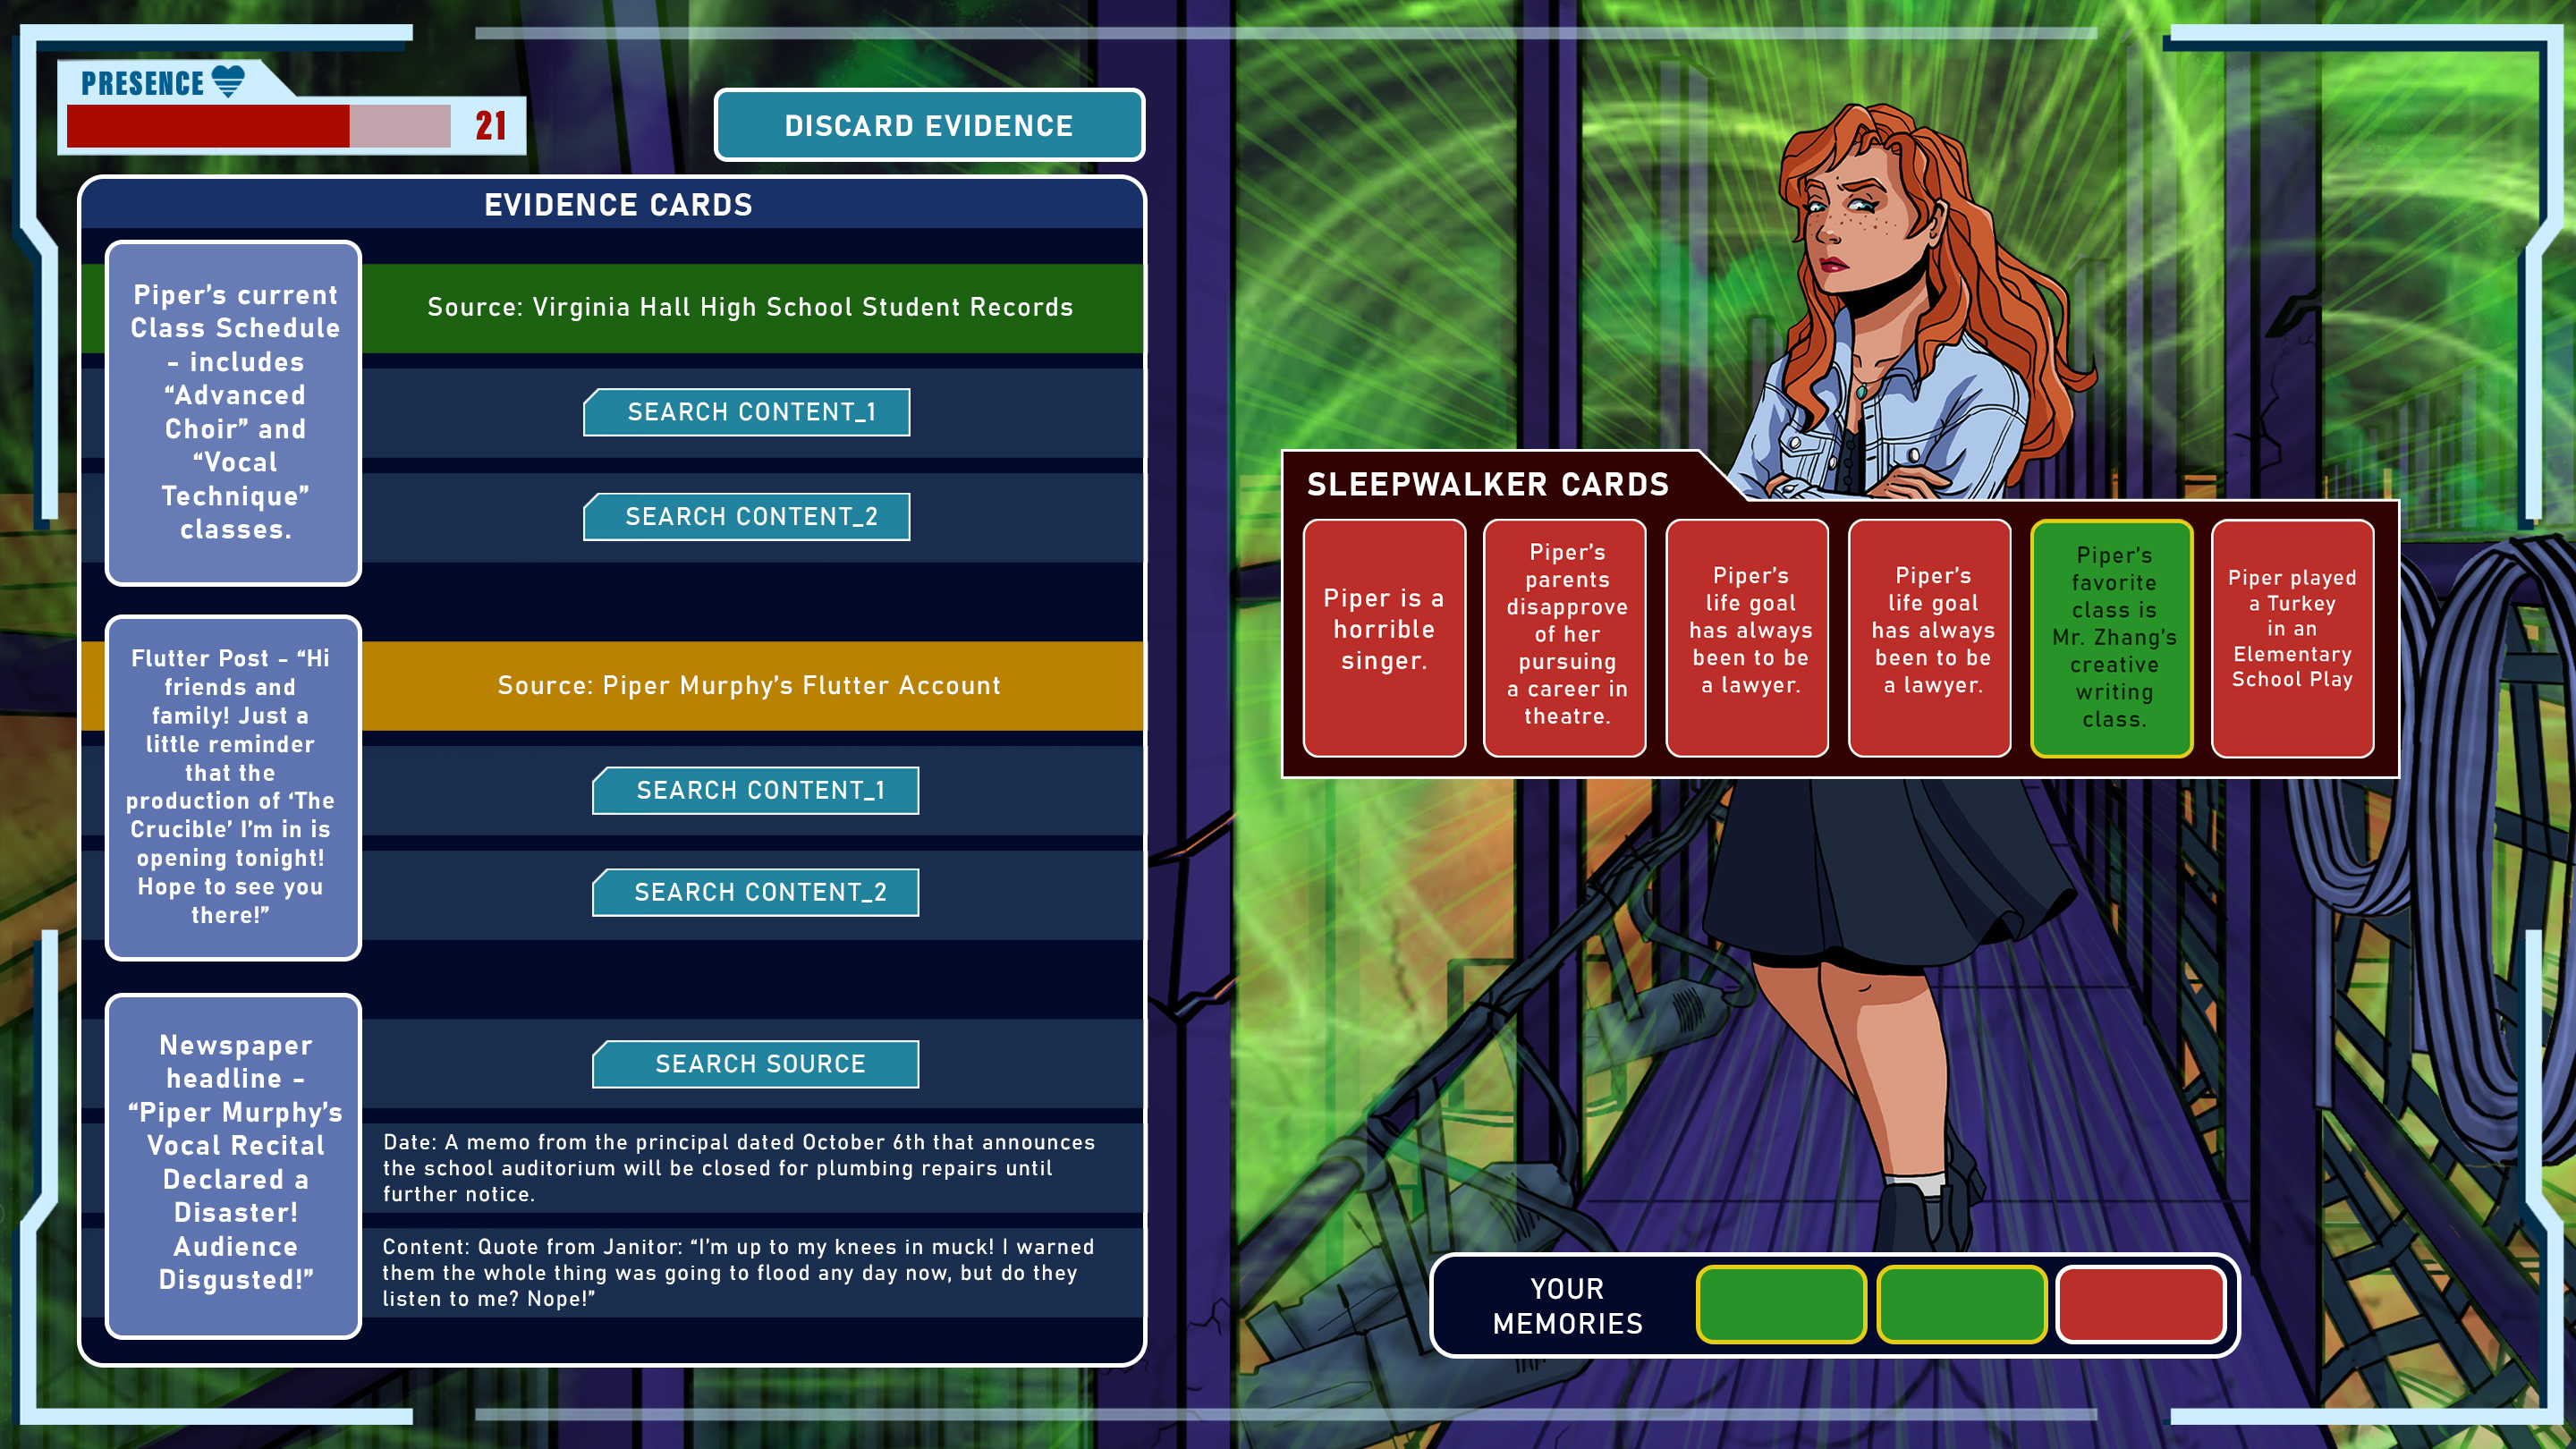 PRESENCE
21
DISCARD EVIDENCE
EVIDENCE CARDS
Piper's current
Class Schedule
- includes
“Advanced
Choir” and
“Vocal
Technique”
classes.
Source: Virginia Hall High School Student Records
SEARCH CONTENT_1
SEARCH CONTENT_2
Flutter Post - “Hi
friends and
family! Just a
little reminder
that the
production of ‘The
Crucible’ I’m in is
opening tonight!
Hope to see you
there!”
Source: Piper Murphy’s Flutter Account
SEARCH CONTENT_1
SEARCH CONTENT_2
Newspaper
headline -
“Piper Murphy’s
Vocal Recital
Declared a
Disaster!
Audience
Disgusted!”
SEARCH SOURCE
Date: A memo from the principal dated October 6th that announces
the school auditorium will be closed for plumbing repairs until
further notice.
Content: Quote from Janitor: “I’m up to my knees in muck! I warned
them the whole thing was going to flood any day now, but do they
listen to me? Nope!”
SLEEPWALKER CARDS
Piper is a
horrible
singer.
Piper’s
parents
disapprove
of her
pursuing
a career in
theatre.
Piper’s
life goal
has always
been to be
a lawyer.
Piper’s
life goal
has always
been to be
a lawyer.
Piper’s
favorite
class is
Mr. Zhang’s
creative
writing
class.
Piper played
a Turkey
in an
Elementary
School Play
YOUR
MEMORIES